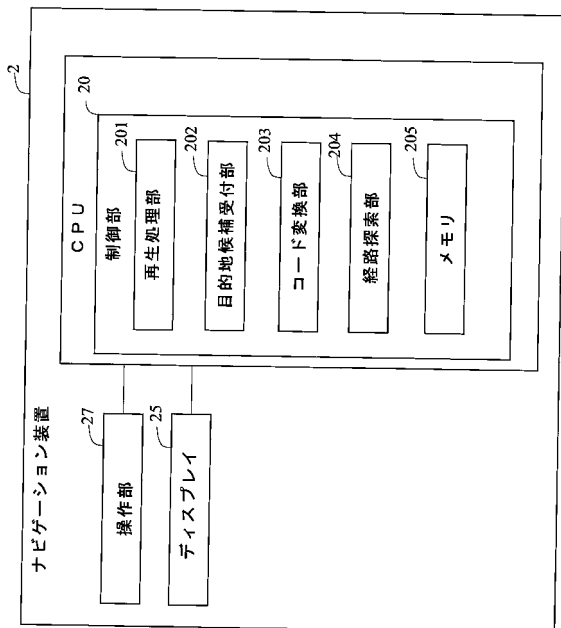 ナビゲーション装置
2
CPU
20
制御部
再生処理部
201
目的地候補受付部
202
コード変換部
203
経路探索部
204
メモリ
205
操作部
27
ディスプレイ
25